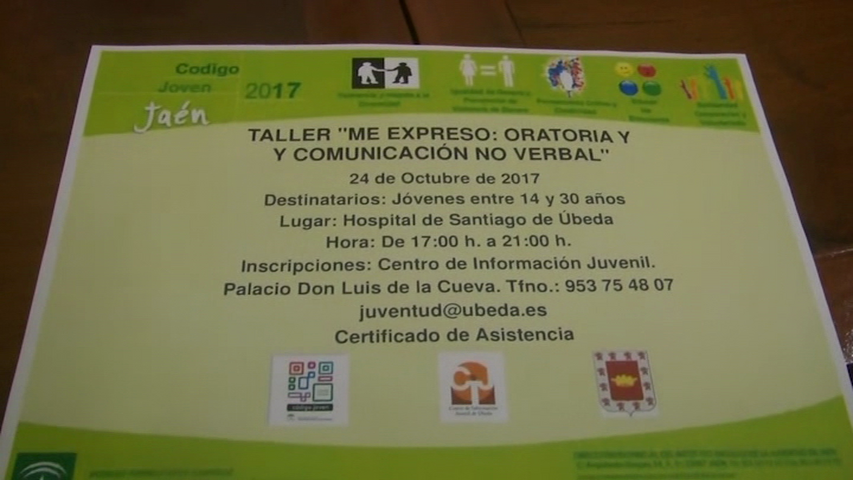 Codigo
Joven 2017
Jaén
TALLER "ME EXPRESO: ORATORIA Y
Y COMUNICACIÓN NO VERBAL"
24 de Octubre de 2017
Destinatarios: Jóvenes entre 14 y 30 años
Lugar: Hospital de Santiago de Úbeda
Hora: De 17:00 h. a 21:00 h.
Inscripciones: Centro de Información Juvenil.
Palacio Don Luis de la Cueva. Tfno.: 953 75 48 07
juventud@ubeda.es
Certificado de Asistencia